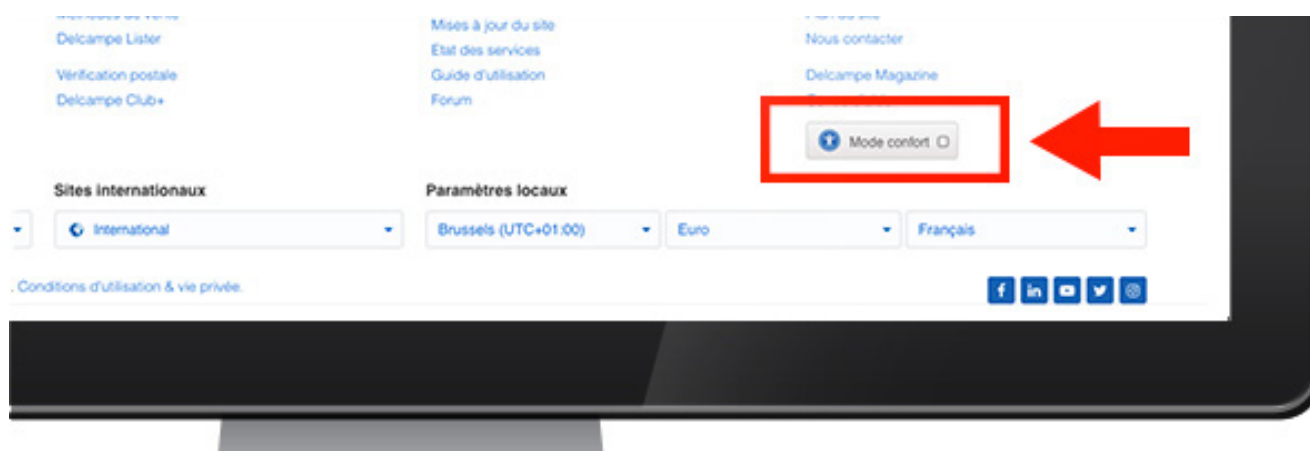 Delcampe Lister
Vérification postale
Delcampe Club+
Mises à jour du site
Etat des services
Guide d'utilisation
Forum
Nous contacter
Delcampe Magazine
Mode confort
Sites internationaux
International
Paramètres locaux
Brussels (UTC+01:00)
Euro
Français
. Conditions d'utilisation & vie privée.